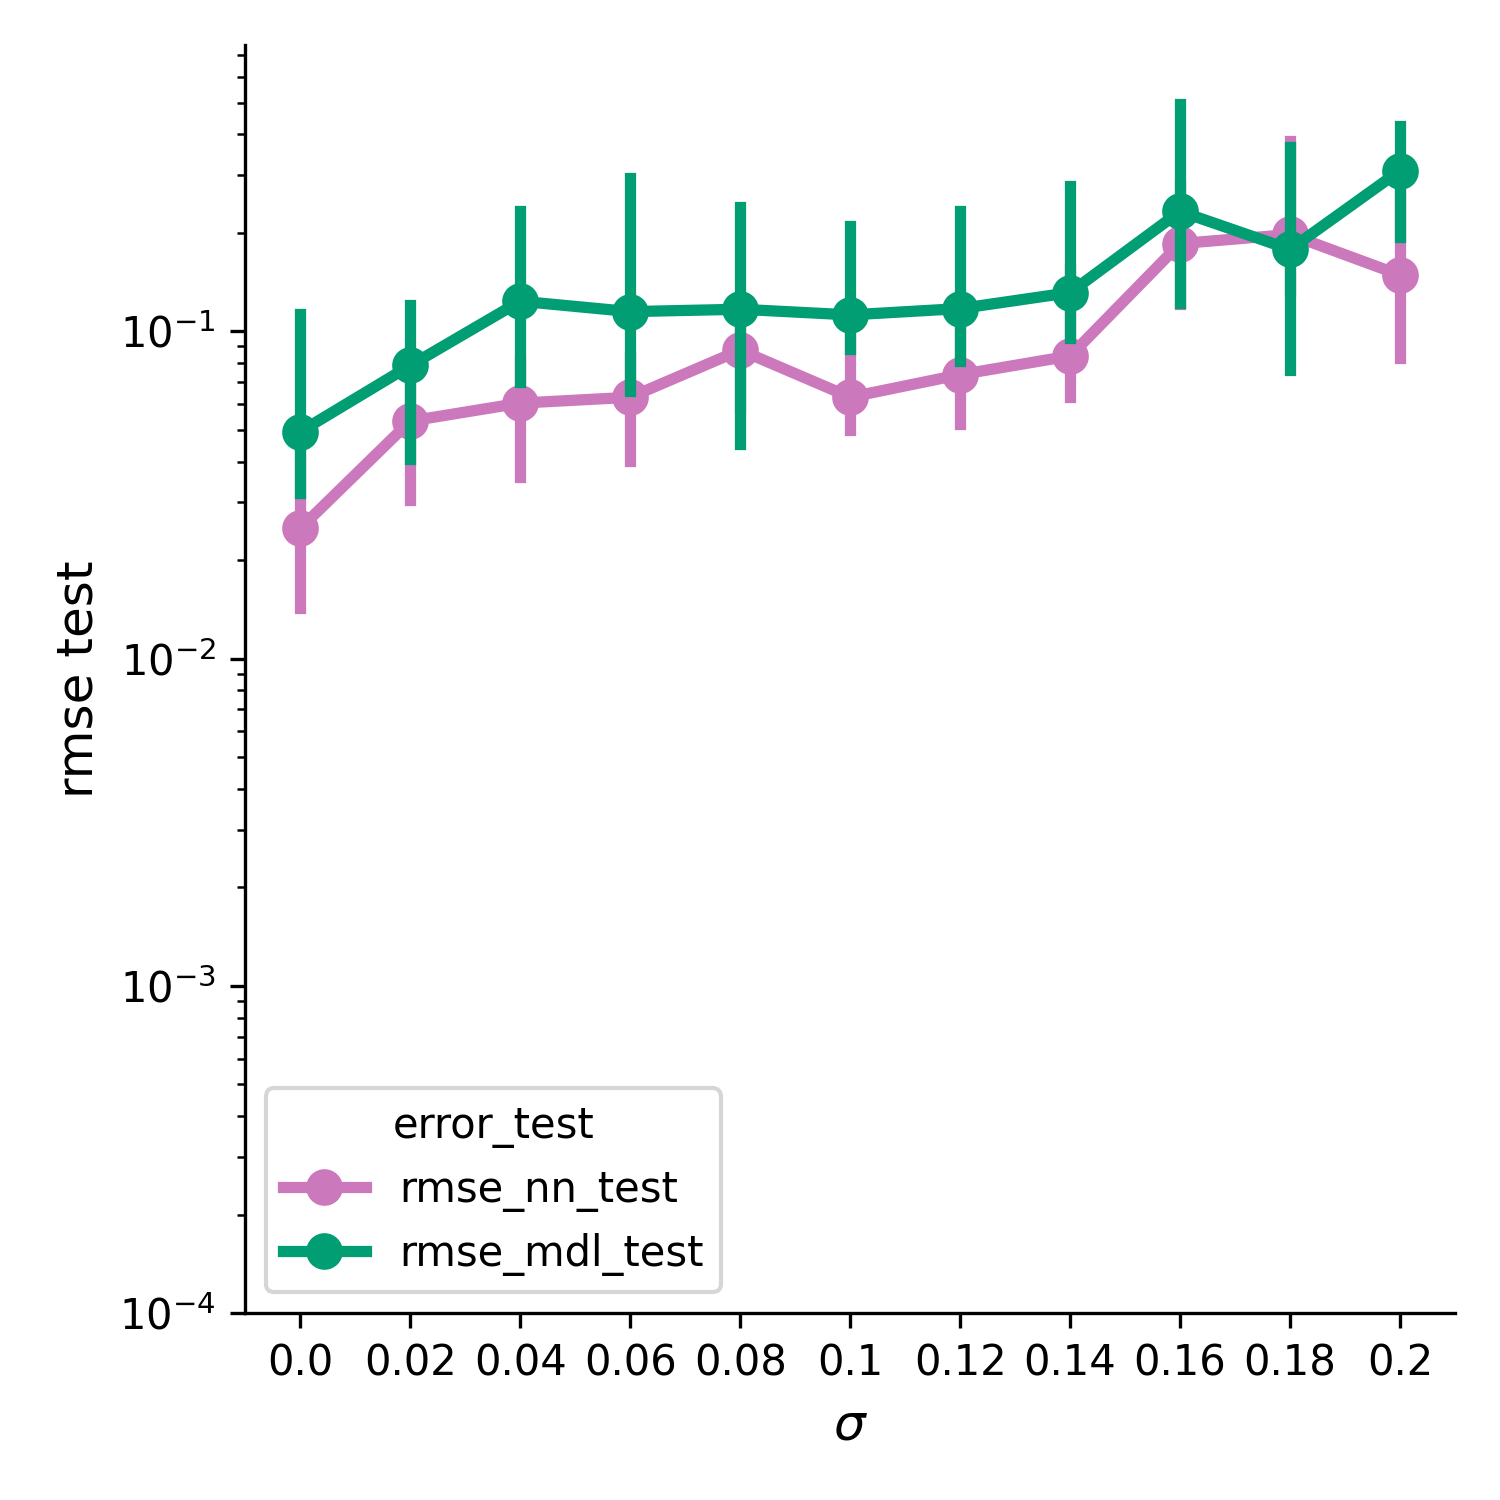 rmse test
10⁻¹
10⁻²
10⁻³
10⁻⁴
error_test
rmse_nn_test
rmse_mdl_test
0.0 0.02 0.04 0.06 0.08 0.1 0.12 0.14 0.16 0.18 0.2
σ